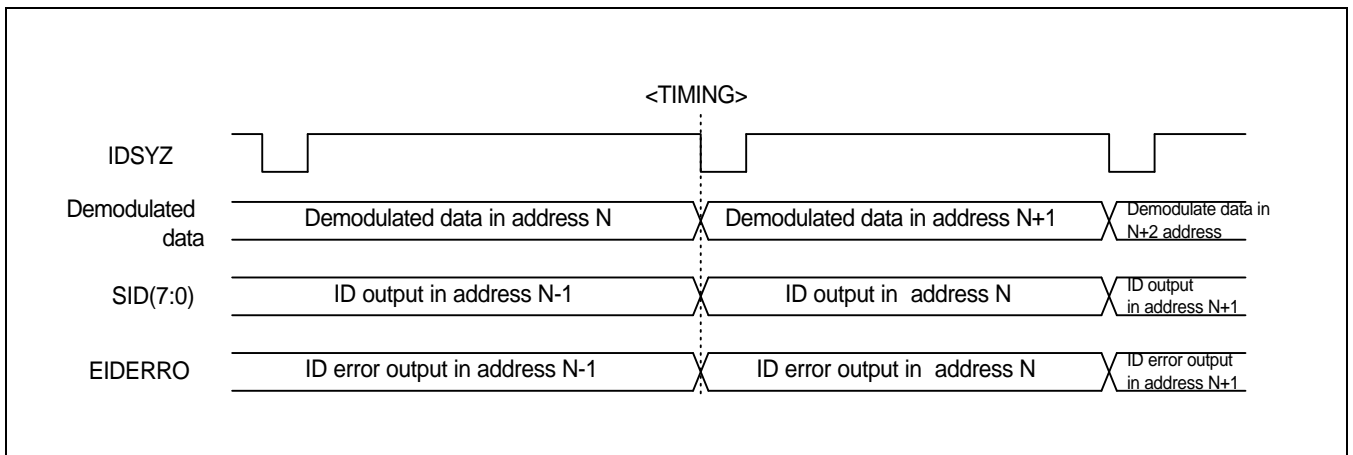 <TIMING>
IDSYZ
Demodulated
data
Demodulated data in address N
Demodulated data in address N+1
Demodulate data in
N+2 address
SID(7:0)
ID output in address N-1
ID output in address N
ID output
in address N+1
EIDERRO
ID error output in address N-1
ID error output in address N
ID error output
in address N+1